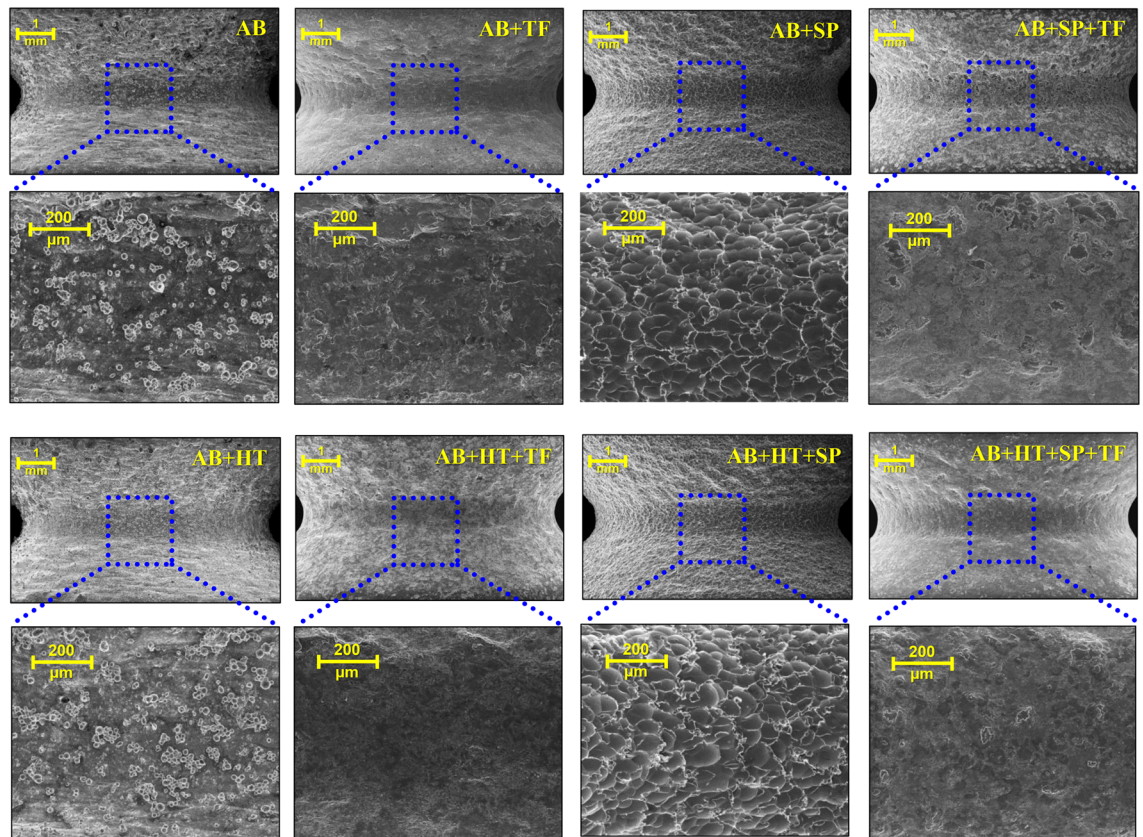 1
mm
AB
1
mm
AB+TF
1
mm
AB+SP
1
mm
AB+SP+TF
200
µm
200
µm
200
µm
200
µm
1
mm
AB+HT
1
mm
AB+HT+TF
1
mm
AB+HT+SP
1
mm
AB+HT+SP+TF
200
µm
200
µm
200
µm
200
µm